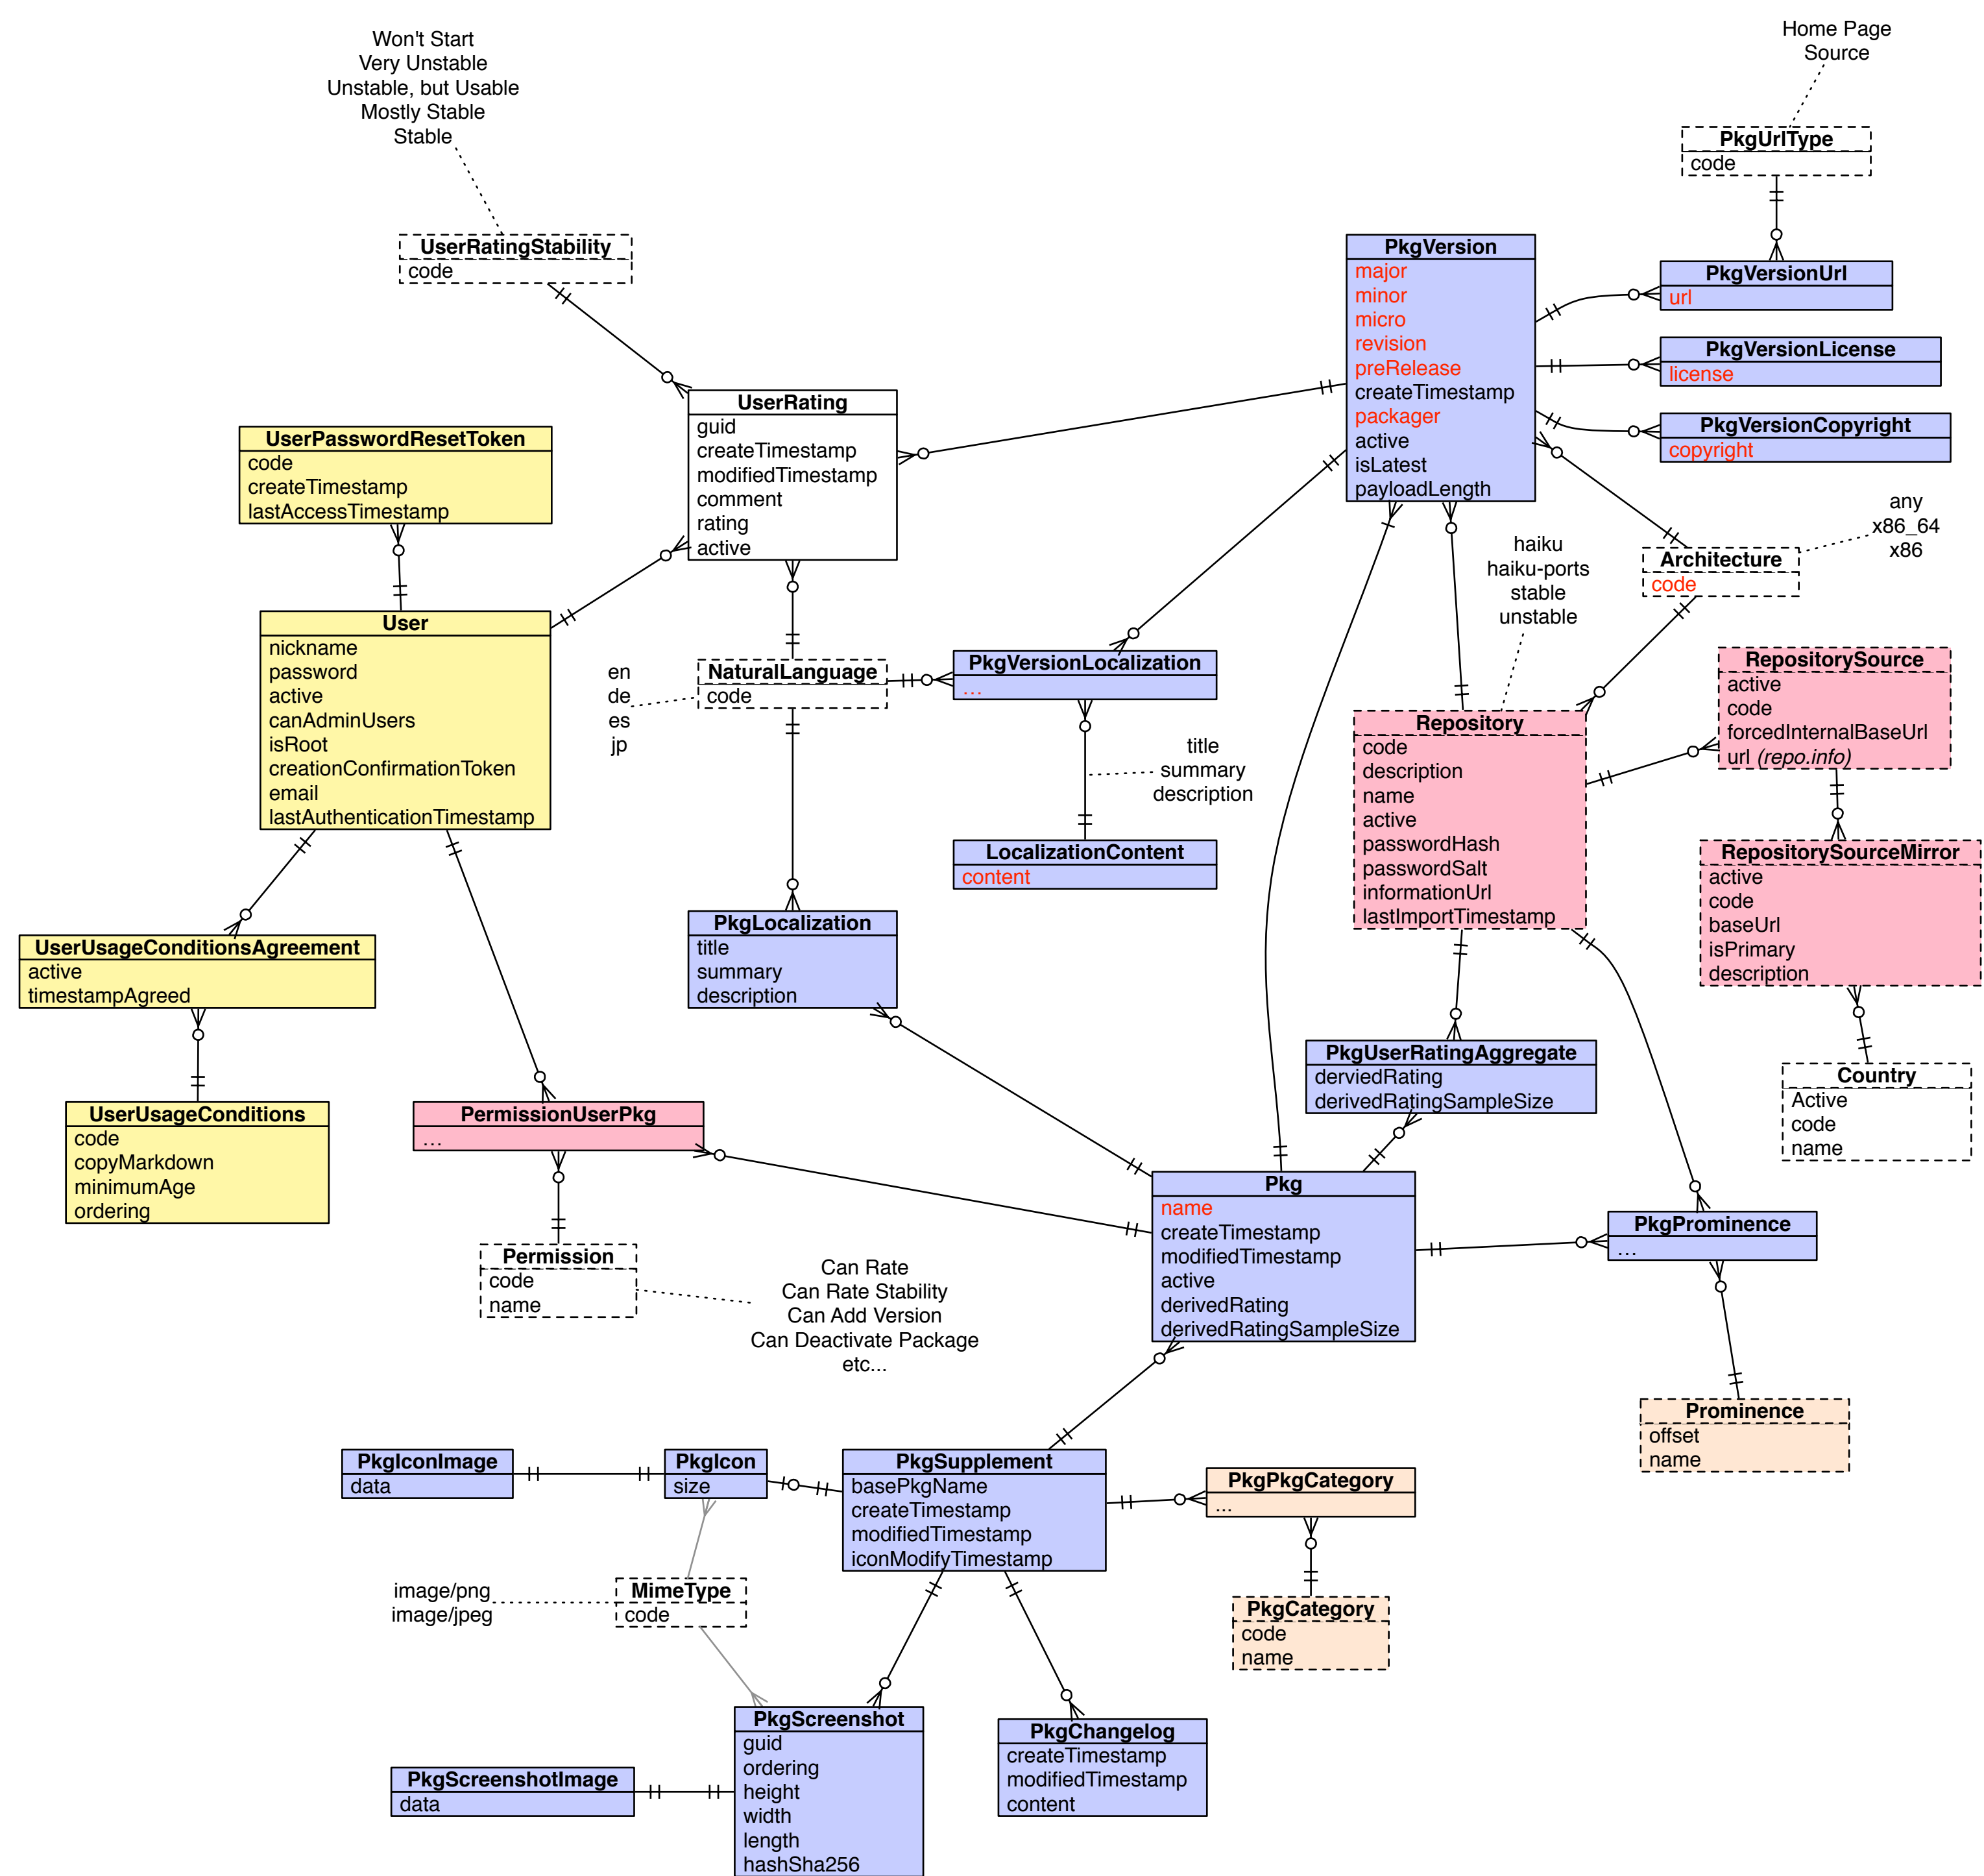 Won't Start
Very Unstable
Unstable, but Usable
Mostly Stable
Stable
Home Page
Source
PkgUrlType
code
UserRatingStability
code
PkgVersion
major
minor
micro
revision
preRelease
createTimestamp
packager
active
isLatest
payloadLength
PkgVersionUrl
url
PkgVersionLicense
license
PkgVersionCopyright
copyright
UserRating
guid
createTimestamp
modifiedTimestamp
comment
rating
active
UserPasswordResetToken
code
createTimestamp
lastAccessTimestamp
any
x86_64
x86
Architecture
code
haiku
haiku-ports
stable
unstable
User
nickname
password
active
canAdminUsers
isRoot
creationConfirmationToken
email
lastAuthenticationTimestamp
en
de
es
jp
NaturalLanguage
code
PkgVersionLocalization
...
title
summary
description
LocalizationContent
content
Repository
code
description
name
active
passwordHash
passwordSalt
informationUrl
lastImportTimestamp
RepositorySource
active
code
forcedInternalBaseUrl
url (repo.info)
RepositorySourceMirror
active
code
baseUrl
isPrimary
description
UserUsageConditionsAgreement
active
timestampAgreed
PkgLocalization
title
summary
description
PkgUserRatingAggregate
derviedRating
derivedRatingSampleSize
Country
Active
code
name
UserUsageConditions
code
copyMarkdown
minimumAge
ordering
PermissionUserPkg
...
Permission
code
name
Can Rate
Can Rate Stability
Can Add Version
Can Deactivate Package
etc...
Pkg
name
createTimestamp
modifiedTimestamp
active
derivedRating
derivedRatingSampleSize
PkgProminence
...
Prominence
offset
name
PkgIconImage
data
PkgIcon
size
PkgSupplement
basePkgName
createTimestamp
modifiedTimestamp
iconModifyTimestamp
PkgPkgCategory
...
PkgCategory
code
name
image/png
image/jpeg
MimeType
code
PkgScreenshot
guid
ordering
height
width
length
hashSha256
PkgScreenshotImage
data
PkgChangelog
createTimestamp
modifiedTimestamp
content